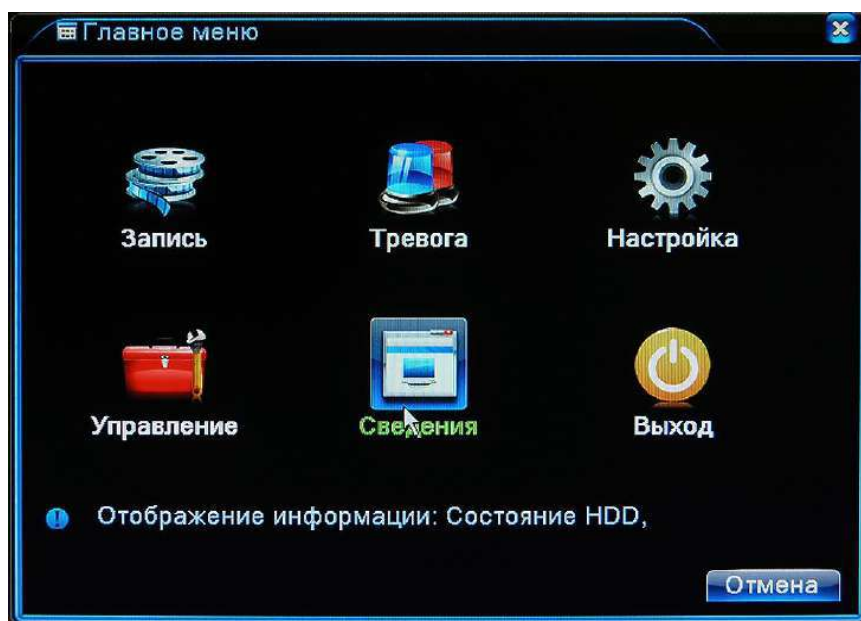 Главное меню
Запись
Тревога
Настройка
Управление
Сведения
Выход
Отображение информации: Состояние HDD,
Отмена